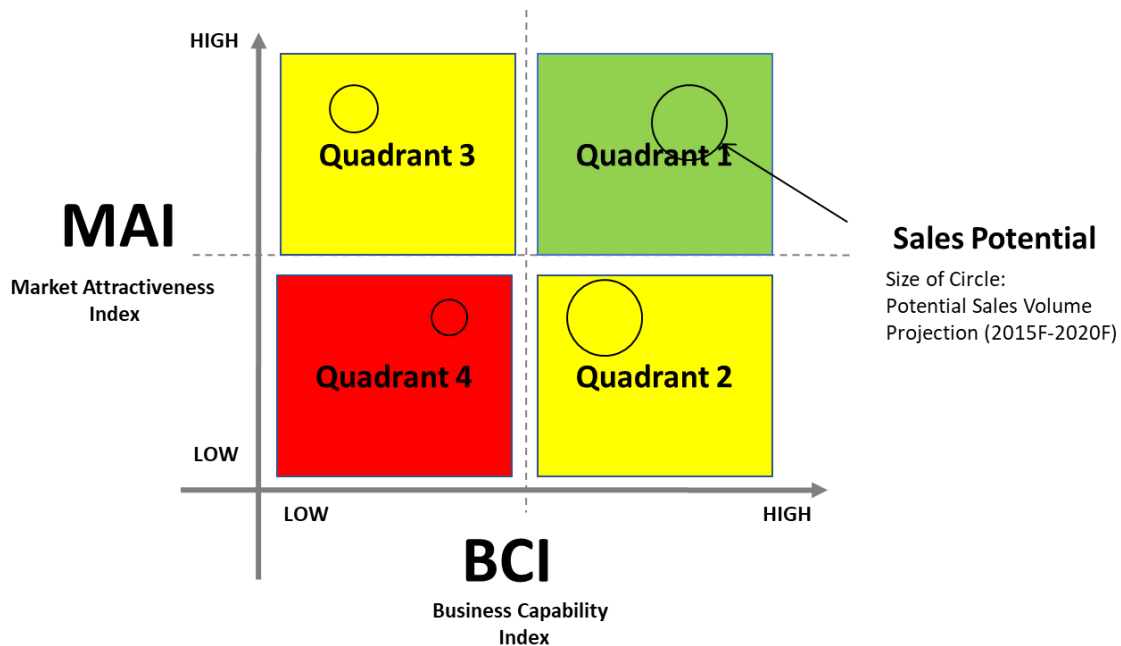 HIGH
Quadrant 3
Quadrant 1
MAI
Market Attractiveness
Index
Sales Potential
Size of Circle:
Potential Sales Volume
Projection (2015F-2020F)
Quadrant 4
Quadrant 2
LOW
LOW
HIGH
BCI
Business Capability
Index